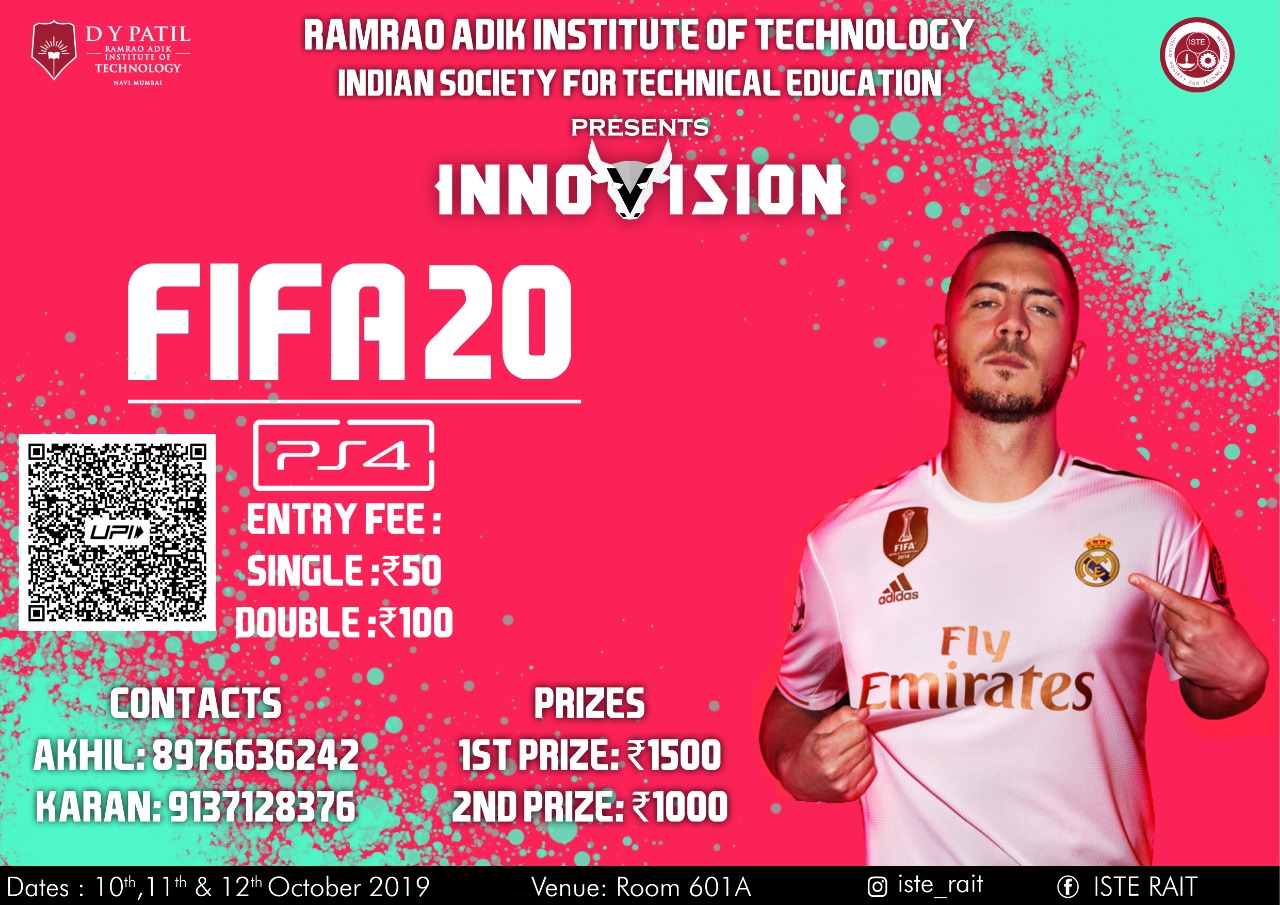 D Y PATIL
RAMRAO ADIK
INSTITUTE OF
TECHNOLOGY
NAVI MUMBAI
RAMRAO ADIK INSTITUTE OF TECHNOLOGY
INDIAN SOCIETY FOR TECHNICAL EDUCATION
ISTE
PRESENTS
INNOVISION
FIFA 20
PS4
UPI
ENTRY FEE :
SINGLE :₹50
DOUBLE :₹100
FIFA
adidas
Fly
Emirates
CONTACTS
AKHIL: 8976636242
KARAN: 9137128376
PRIZES
1ST PRIZE: ₹1500
2ND PRIZE: ₹1000
Dates : 10th,11th & 12th October 2019
Venue: Room 601A
iste_rait
ISTE RAIT